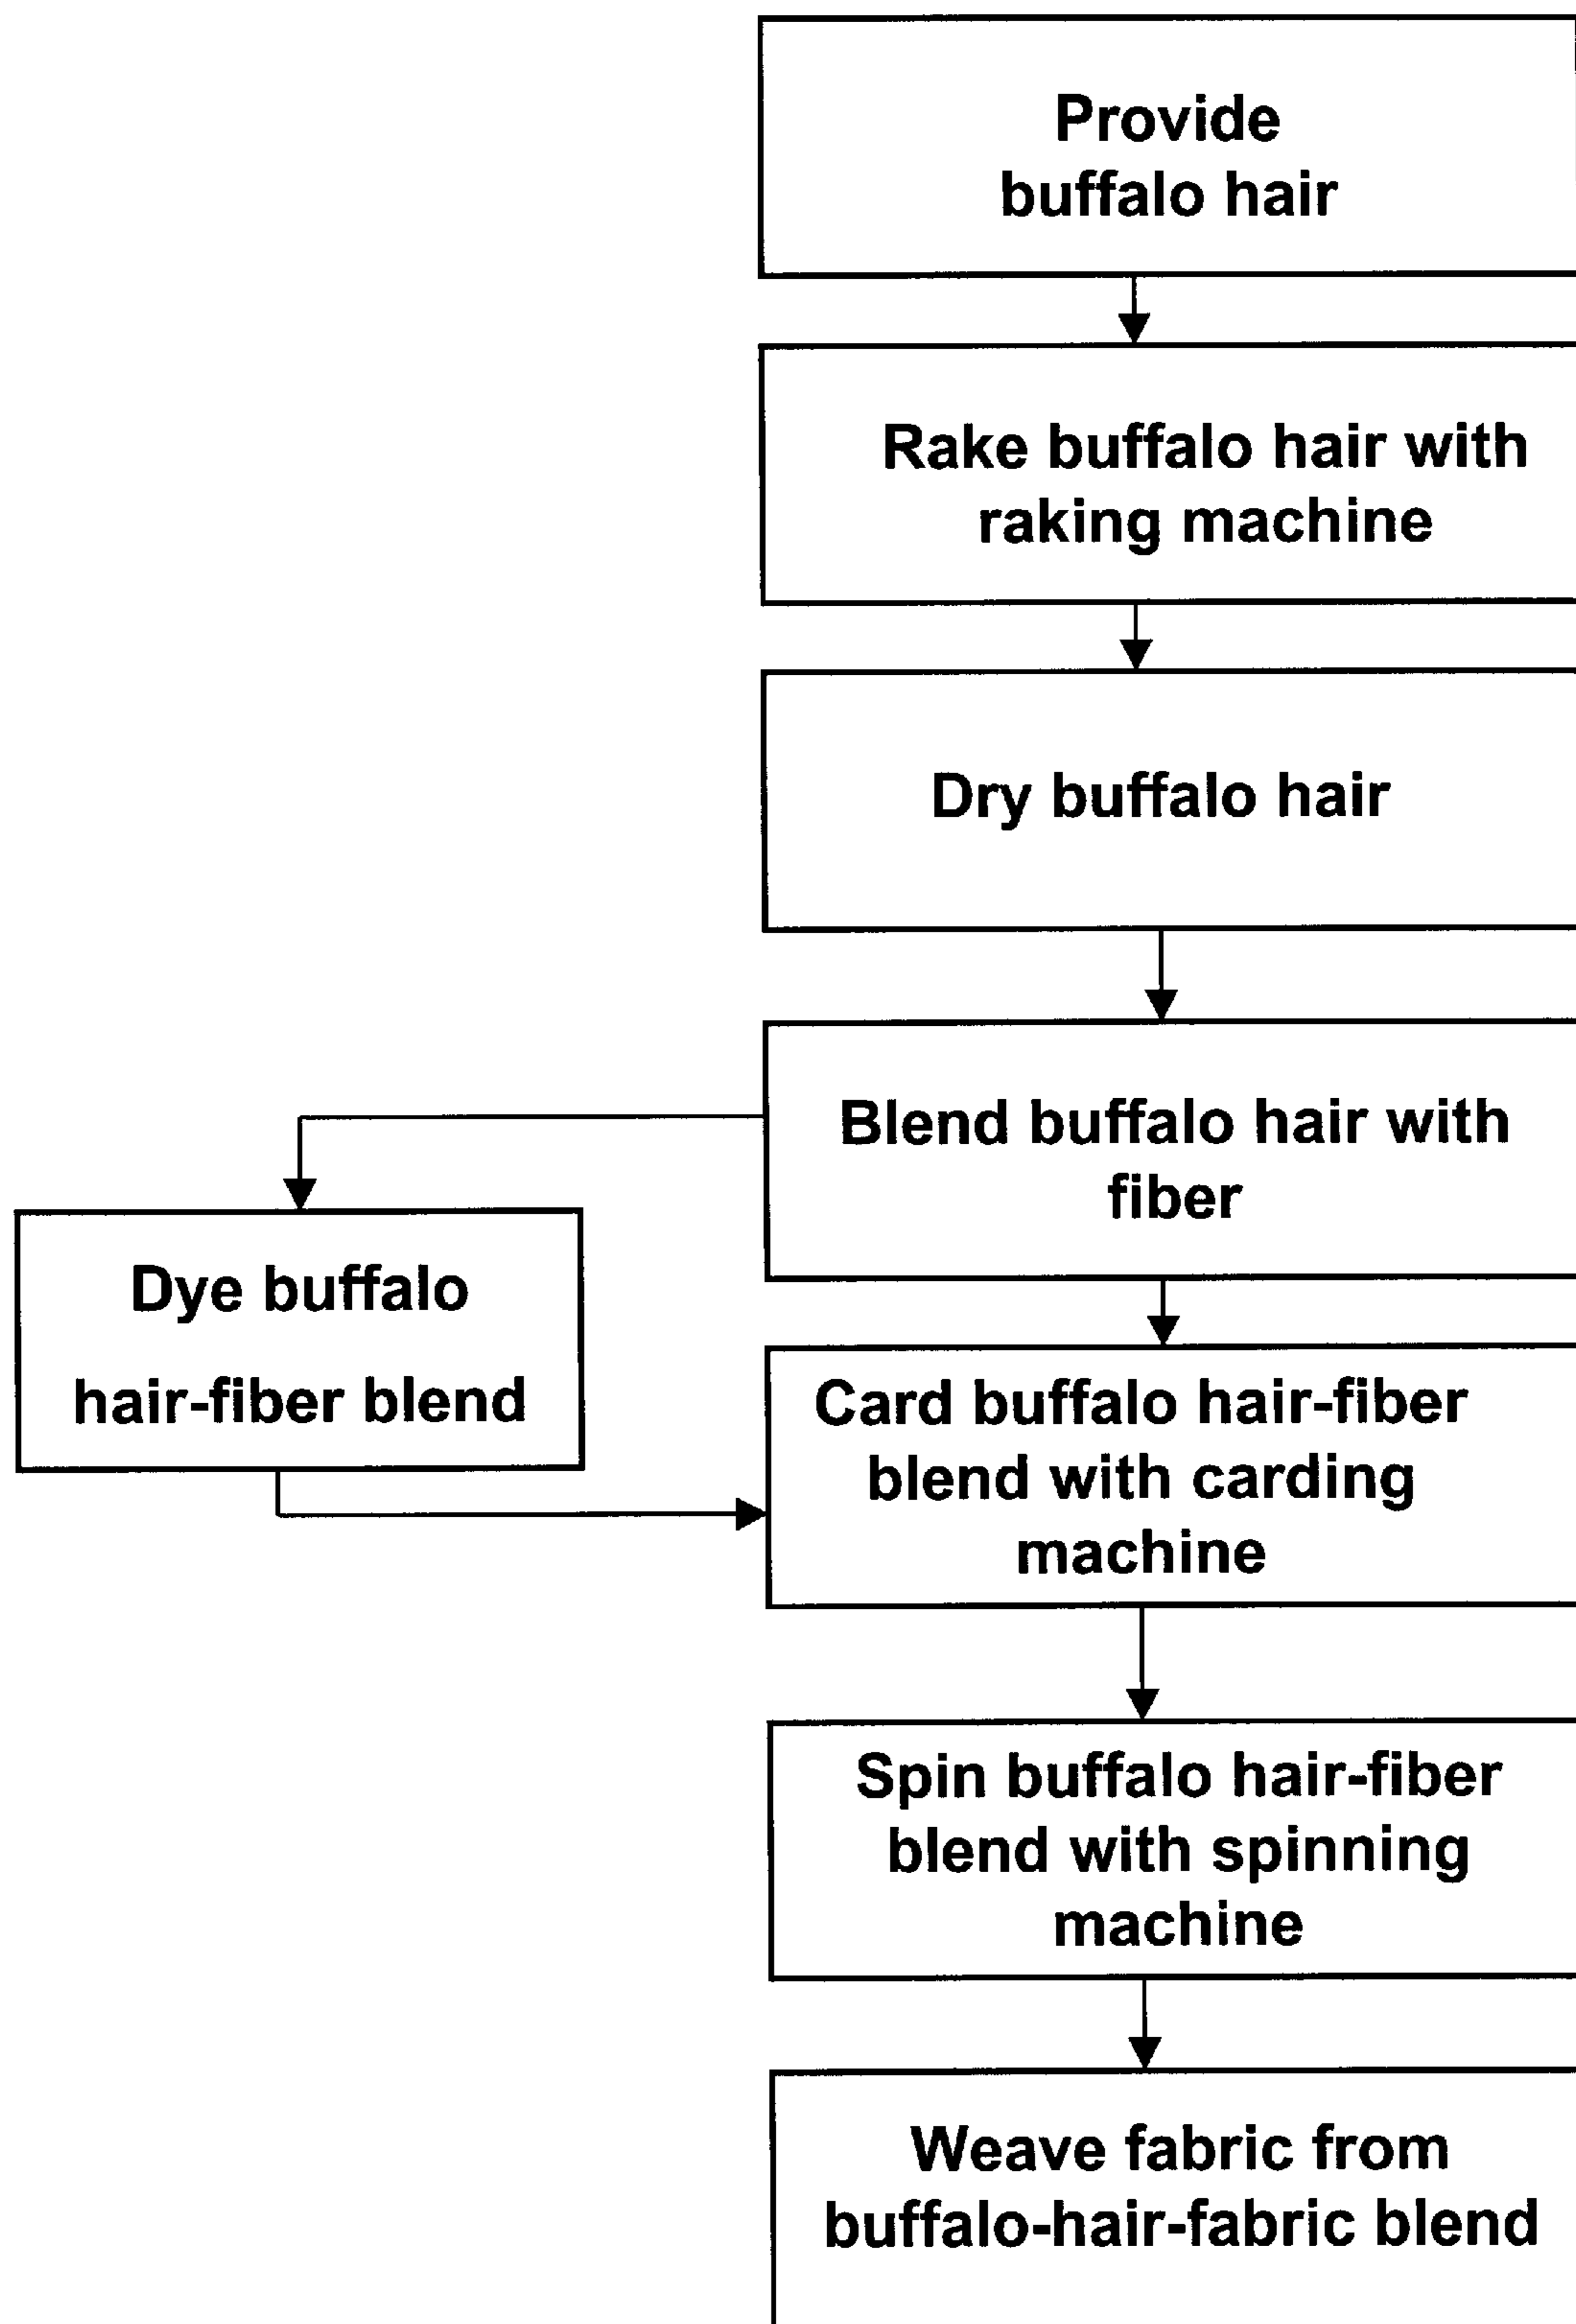 Provide
buffalo hair
Rake buffalo hair with
raking machine
Dry buffalo hair
Blend buffalo hair with
fiber
Dye buffalo
hair-fiber blend
Card buffalo hair-fiber
blend with carding
machine
Spin buffalo hair-fiber
blend with spinning
machine
Weave fabric from
buffalo-hair-fabric blend